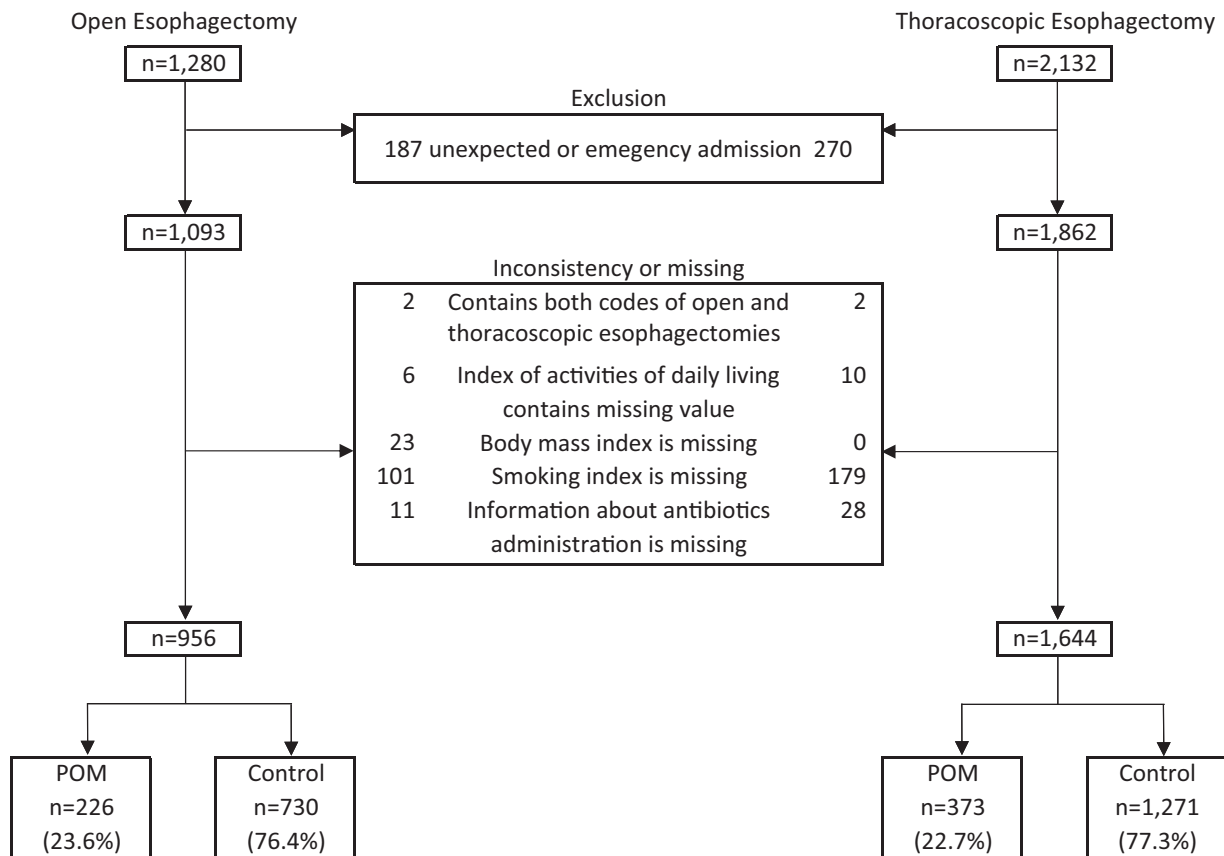 Open Esophagectomy
Thoracoscopic Esophagectomy
n=1,280
n=2,132
Exclusion
187 unexpected or emegency admission 270
n=1,093
n=1,862
Inconsistency or missing
2 Contains both codes of open and 2
thoracoscopic esophagectomies
6 Index of activities of daily living 10
contains missing value
23 Body mass index is missing 0
101 Smoking index is missing 179
11 Information about antibiotics 28
administration is missing
n=956
n=1,644
POM
n=226
(23.6%)
Control
n=730
(76.4%)
POM
n=373
(22.7%)
Control
n=1,271
(77.3%)